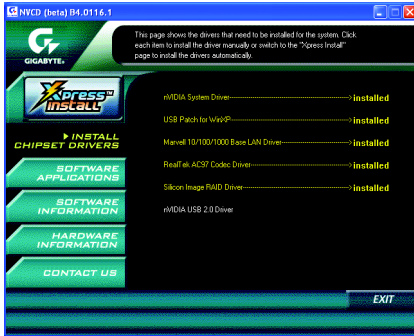 NVCD (beta) B4.0116.1
GIGABYTE
This page shows the drivers that need to be installed for the system. Click
each item to install the driver manually or switch to the "Xpress Install"
page to install the drivers automatically.
Xpress™
INSTALL
INSTALL
CHIPSET DRIVERS
SOFTWARE
APPLICATIONS
SOFTWARE
INFORMATION
HARDWARE
INFORMATION
CONTACT US
nVIDIA System Driver installed
USB Patch for WinXP installed
Marvell 10/100/1000 Base LAN Driver installed
RealTek AC97 Codec Driver installed
Silicon Image RAID Driver installed
nVIDIA USB 2.0 Driver
EXIT